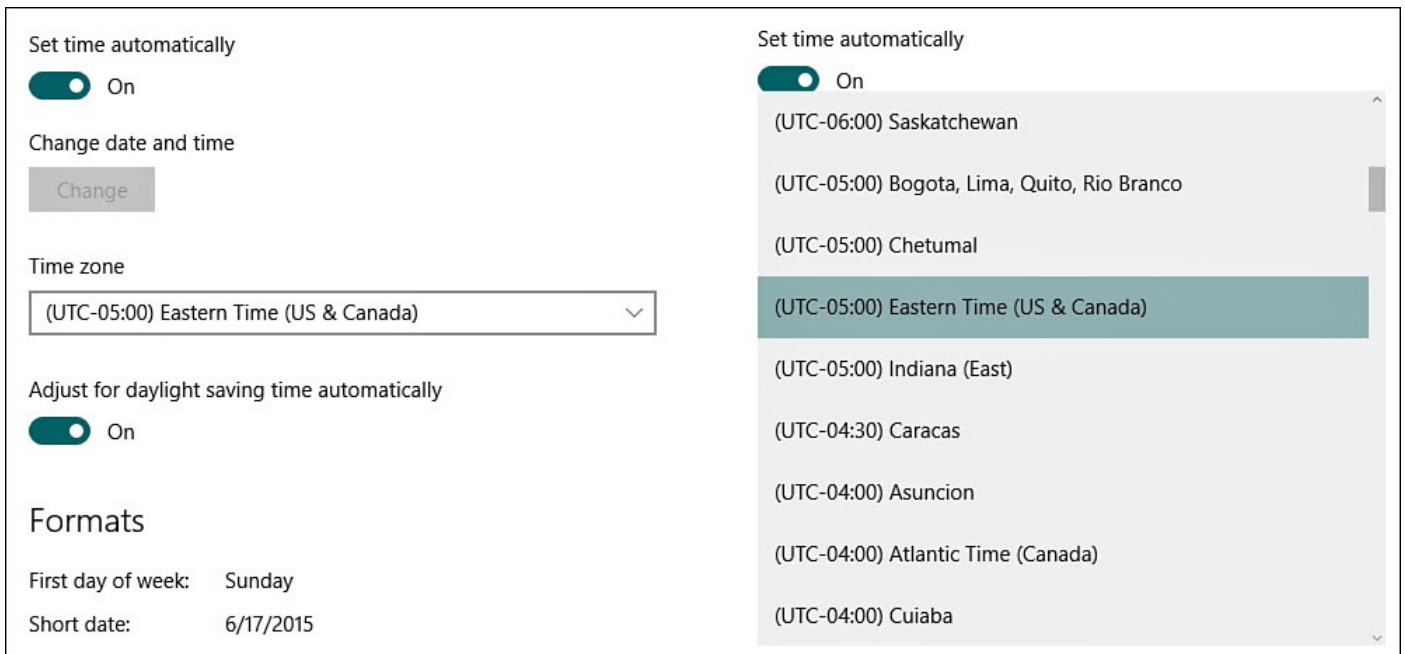 Set time automatically
On
Change date and time
Change
Time zone
(UTC-05:00) Eastern Time (US & Canada)
Adjust for daylight saving time automatically
On
Formats
First day of week: Sunday
Short date: 6/17/2015
Set time automatically
On
(UTC-06:00) Saskatchewan
(UTC-05:00) Bogota, Lima, Quito, Rio Branco
(UTC-05:00) Chetumal
(UTC-05:00) Eastern Time (US & Canada)
(UTC-05:00) Indiana (East)
(UTC-04:30) Caracas
(UTC-04:00) Asuncion
(UTC-04:00) Atlantic Time (Canada)
(UTC-04:00) Cuiaba